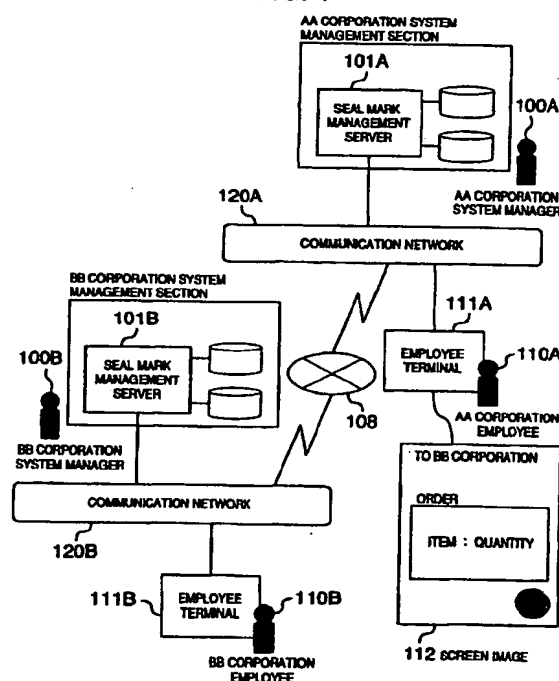 AA CORPORATION SYSTEM
MANAGEMENT SECTION
101A
SEAL MARK
MANAGEMENT
SERVER
100A
AA CORPORATION
SYSTEM MANAGER
120A
COMMUNICATION NETWORK
BB CORPORATION SYSTEM
MANAGEMENT SECTION
101B
SEAL MARK
MANAGEMENT
SERVER
100B
BB CORPORATION
SYSTEM MANAGER
111A
EMPLOYEE
TERMINAL
110A
108
AA CORPORATION
EMPLOYEE
TO BB CORPORATION
ORDER
ITEM : QUANTITY
COMMUNICATION NETWORK
120B
111B
EMPLOYEE
TERMINAL
110B
BB CORPORATION
EMPLOYEE
112 SCREEN IMAGE